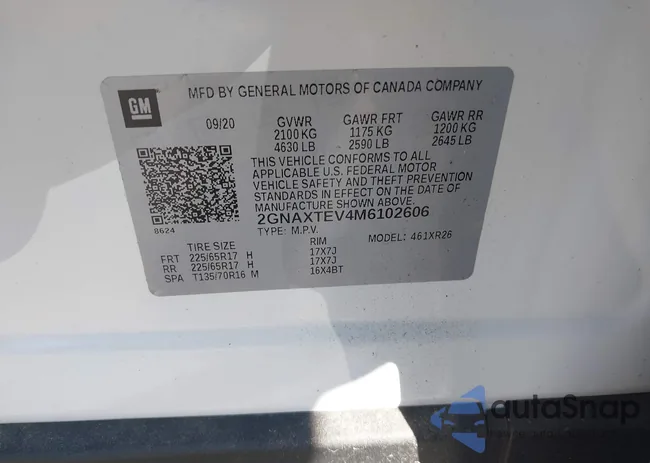 GM
MFD BY GENERAL MOTORS OF CANADA COMPANY
09/20 GVWR GAWR FRT GAWR RR
2100 KG 1175 KG 1200 KG
4630 LB 2590 LB 2645 LB
THIS VEHICLE CONFORMS TO ALL
APPLICABLE U.S. FEDERAL MOTOR
VEHICLE SAFETY AND THEFT PREVENTION
STANDARDS IN EFFECT ON THE DATE OF
MANUFACTURE SHOWN ABOVE.
2GNAXTEV4M6102606
8624 TYPE: M.P.V. MODEL: 461XR26
TIRE SIZE RIM
FRT 225/65R17 H 17X7J
RR 225/65R17 H 17X7J
SPA T135/70R16 M 16X4BT
autoSnap